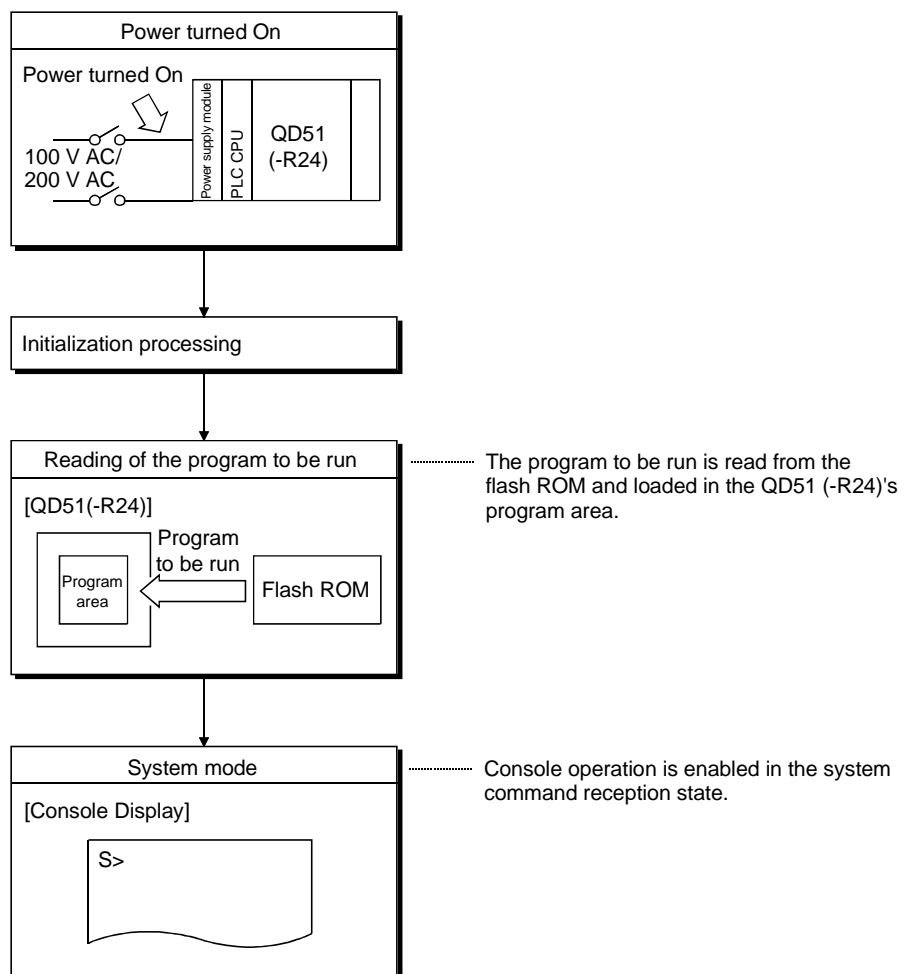 Power turned On
Power turned On
100 V AC/
200 V AC
Power supply module
PLC CPU
QD51
(-R24)
Initialization processing
Reading of the program to be run
[QD51(-R24)]
Program
to be run
Program
area
Flash ROM
The program to be run is read from the
flash ROM and loaded in the QD51 (-R24)'s
program area.
System mode
[Console Display]
S>
Console operation is enabled in the system
command reception state.